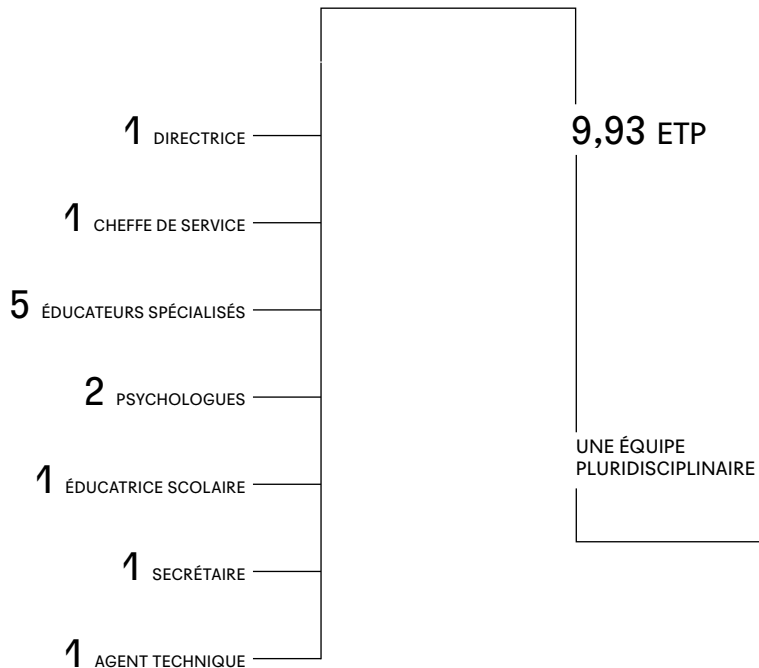 1 DIRECTRICE
1 CHEFFE DE SERVICE
5 ÉDUCATEURS SPÉCIALISÉS
2 PSYCHOLOGUES
1 ÉDUCATRICE SCOLAIRE
1 SECRÉTAIRE
1 AGENT TECHNIQUE
9,93 ETP
UNE ÉQUIPE
PLURIDISCIPLINAIRE